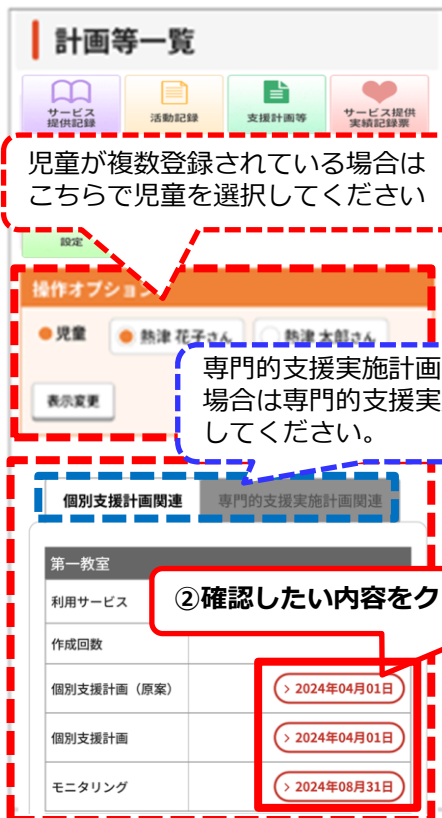 計画等一覧
サービス
提供記録
活動記録
支援計画等
サービス提供
実績記録票
児童が複数登録されている場合は
こちらで児童を選択してください
設定
操作オプション
児童
熱津 花子さん
熱津 太郎さん
専門的支援実施計画
場合は専門的支援実
してください。
表示変更
個別支援計画関連
専門的支援実施計画関連
第一教室
利用サービス
②確認したい内容をク
作成回数
個別支援計画（原案）
> 2024年04月01日
個別支援計画
> 2024年04月01日
モニタリング
> 2024年08月31日